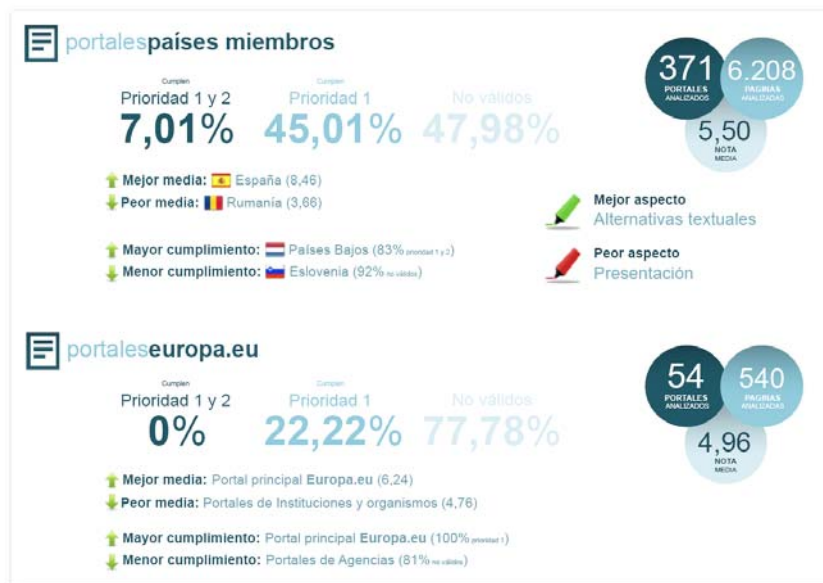 portalespaíses miembros
Cumplen Cumplen
Prioridad 1 y 2 Prioridad 1 No válidos
7,01% 45,01% 47,98%
371 6.208
PORTALES ANALIZADOS PAGINAS ANALIZADAS
5,50
NOTA
MEDIA
Mejor media: España (8,46)
Peor media: Rumanía (3,66)
Mayor cumplimiento: Países Bajos (83% prioridad 1 y 2)
Menor cumplimiento: Eslovenia (92% no válidos)
Mejor aspecto
Alternativas textuales
Peor aspecto
Presentación
portaleseuropa.eu
Cumplen Cumplen
Prioridad 1 y 2 Prioridad 1 No válidos
0% 22,22% 77,78%
54 540
PORTALES ANALIZADOS PAGINAS ANALIZADAS
4,96
NOTA
MEDIA
Mejor media: Portal principal Europa.eu (6,24)
Peor media: Portales de Instituciones y organismos (4,76)
Mayor cumplimiento: Portal principal Europa.eu (100% prioridad 1)
Menor cumplimiento: Portales de Agencias (81% no válidos)